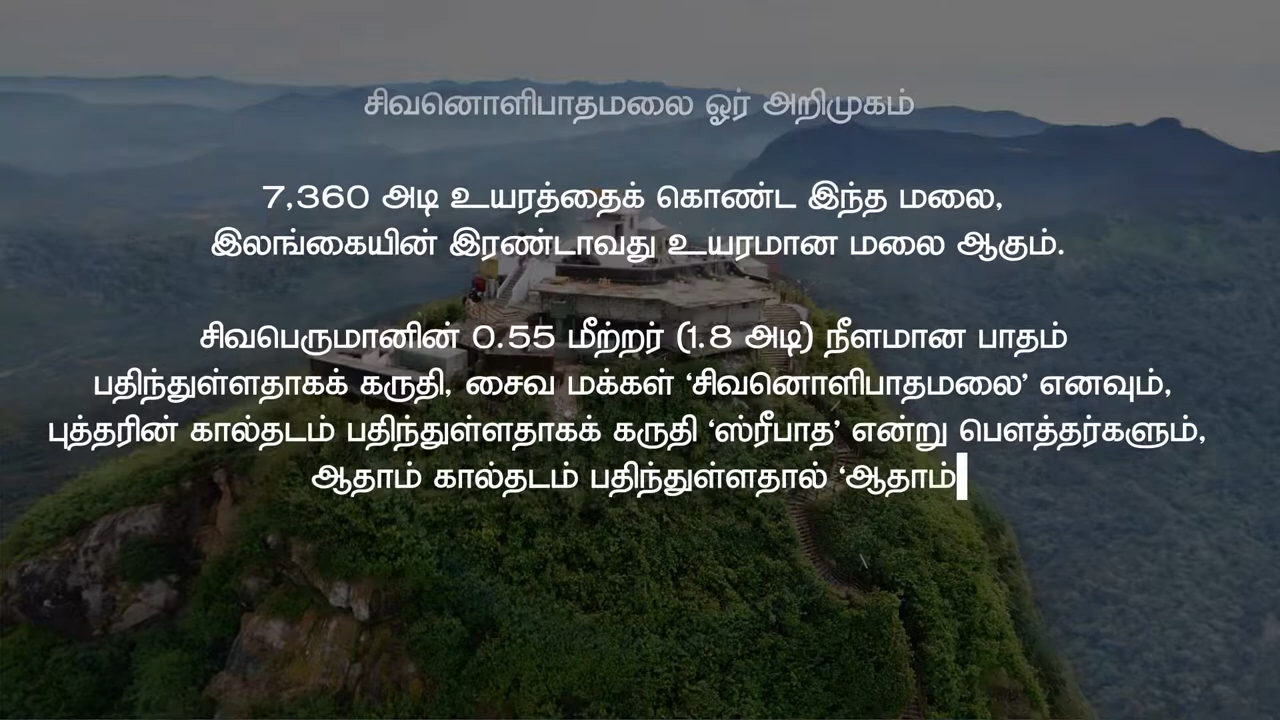 சிவனொளிபாதமலை ஓர் அறிமுகம்
7,360 அடி உயரத்தைக் கொண்ட இந்த மலை,
இலங்கையின் இரண்டாவது உயரமான மலை ஆகும்.
சிவபெருமானின் 0.55 மீற்றர் (1.8 அடி) நீளமான பாதம்
பதிந்துள்ளதாகக் கருதி, சைவ மக்கள் ‘சிவனொளிபாதமலை’ எனவும்,
புத்தரின் கால்தடம் பதிந்துள்ளதாகக் கருதி ‘ஸ்ரீபாத’ என்று பௌத்தர்களும்,
ஆதாம் கால்தடம் பதிந்துள்ளதால் ‘ஆதாம்